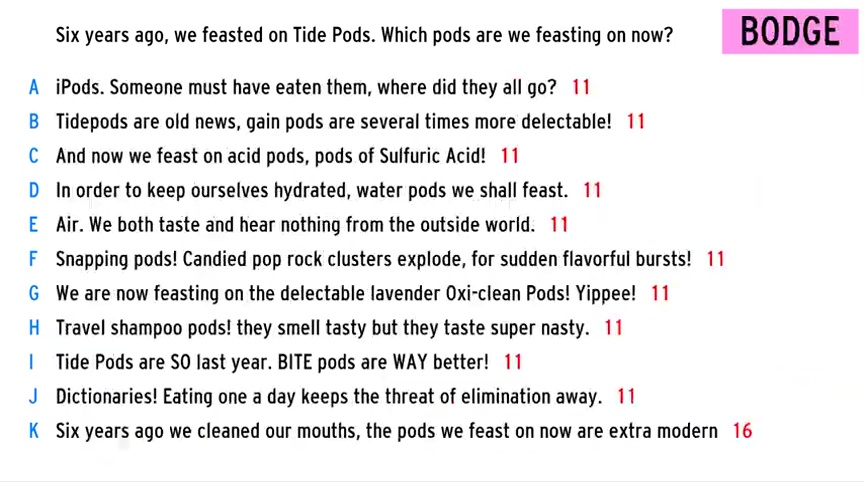 Six years ago, we feasted on Tide Pods. Which pods are we feasting on now?
BODGE
A iPods. Someone must have eaten them, where did they all go? 11
B Tidepods are old news, gain pods are several times more delectable! 11
C And now we feast on acid pods, pods of Sulfuric Acid! 11
D In order to keep ourselves hydrated, water pods we shall feast. 11
E Air. We both taste and hear nothing from the outside world. 11
F Snapping pods! Candied pop rock clusters explode, for sudden flavorful bursts! 11
G We are now feasting on the delectable lavender Oxi-clean Pods! Yippee! 11
H Travel shampoo pods! they smell tasty but they taste super nasty. 11
I Tide Pods are SO last year. BITE pods are WAY better! 11
J Dictionaries! Eating one a day keeps the threat of elimination away. 11
K Six years ago we cleaned our mouths, the pods we feast on now are extra modern 16